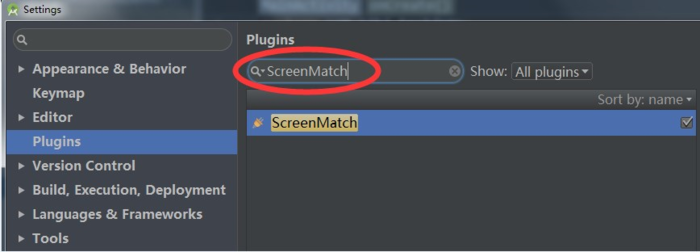 Settings
Appearance & Behavior
Keymap
Editor
Plugins
Version Control
Build, Execution, Deployment
Languages & Frameworks
Tools
Plugins
ScreenMatch
Show: All plugins
Sort by: name
ScreenMatch